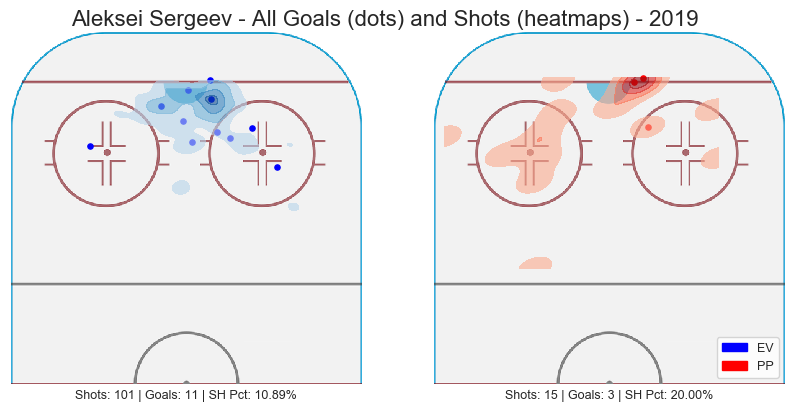 Aleksei Sergeev - All Goals (dots) and Shots (heatmaps) - 2019
EV
PP
Shots: 101 | Goals: 11 | SH Pct: 10.89%
Shots: 15 | Goals: 3 | SH Pct: 20.00%